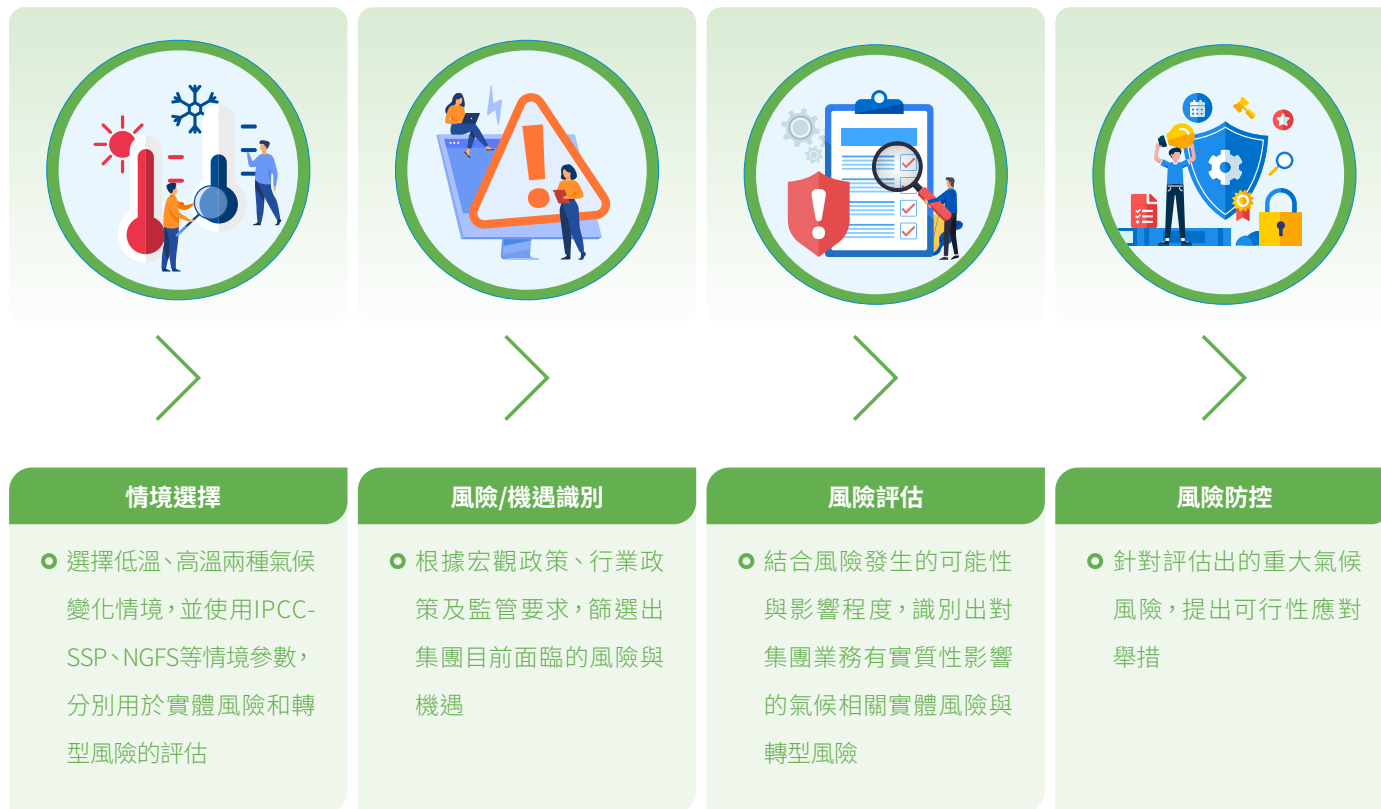 情境選擇
選擇低溫、高溫兩種氣候
變化情境，並使用IPCC-
SSP、NGFS等情境參數，
分別用於實體風險和轉
型風險的評估
風險/機遇識別
根據宏觀政策、行業政
策及監管要求，篩選出
集團目前面臨的風險與
機遇
風險評估
結合風險發生的可能性
與影響程度，識別出對
集團業務有實質性影響
的氣候相關實體風險與
轉型風險
風險防控
針對評估出的重大氣候
風險，提出可行性應對
舉措